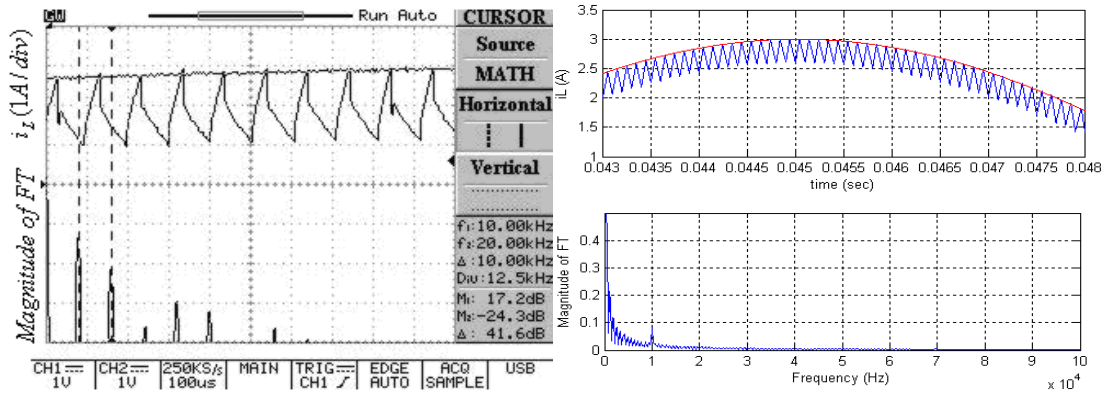 GW Run Auto
CURSOR
Source
MATH
Horizontal
Vertical
f1:10.00kHz
f2:20.00kHz
Δ:10.00kHz
Div:12.5kHz
M1: 17.2dB
M2:-24.3dB
Δ: 41.6dB
i_L (1A / div)
Magnitude of FT
CH1 CH2 250KS/s MAIN TRIG EDGE ACQ USB
1V 1V 100us CH1 AUTO SAMPLE
3.5
3
2.5
2
1.5
1
iL (A)
0.043 0.0435 0.044 0.0445 0.045 0.0455 0.046 0.0465 0.047 0.0475 0.048
time (sec)
0.5
0.4
0.3
0.2
0.1
0
Magnitude of FT
0 1 2 3 4 5 6 7 8 9 10
Frequency (Hz)
x 10^4